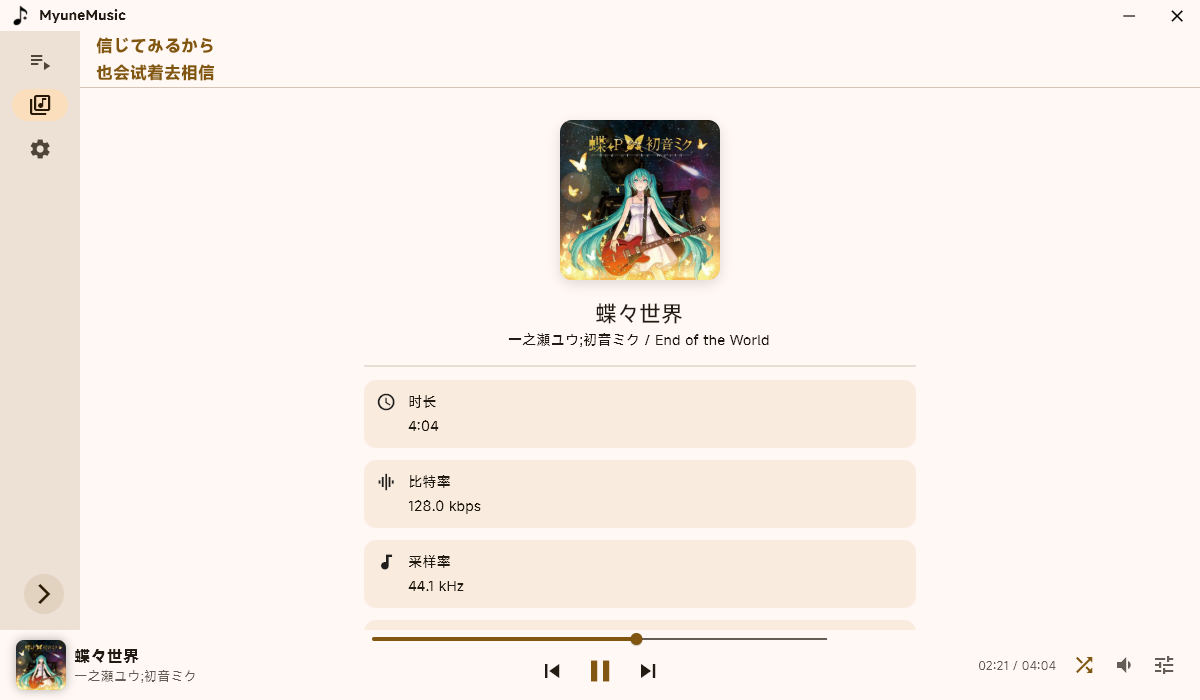 MyuneMusic
信じてみるから
也会试着去相信
蝶々P 初音ミク
蝶々世界
一之瀬ユウ;初音ミク / End of the World
时长
4:04
比特率
128.0 kbps
采样率
44.1 kHz
蝶々世界
一之瀬ユウ;初音ミク
02:21 / 04:04